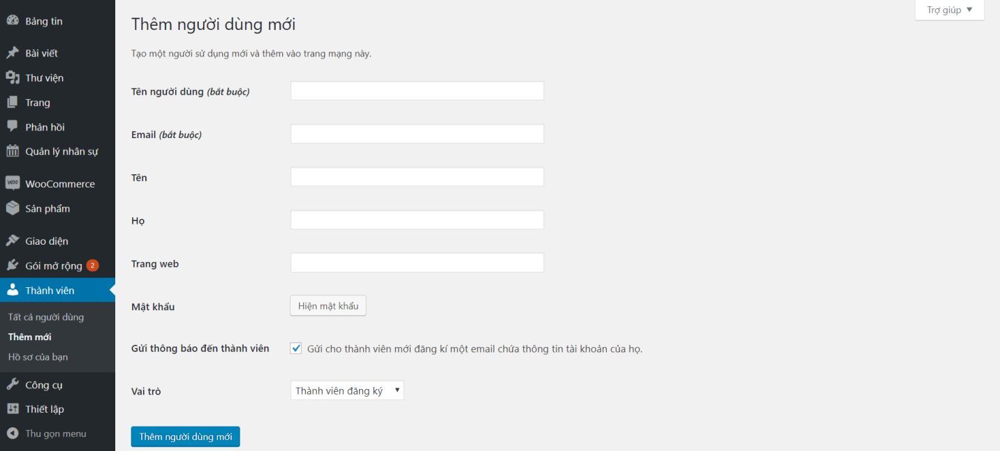 Bảng tin
Bài viết
Thư viện
Trang
Phản hồi
Quản lý nhân sự
WOO WooCommerce
Sản phẩm
Giao diện
Gói mở rộng 2
Thành viên
Tất cả người dùng
Thêm mới
Hồ sơ của bạn
Công cụ
Thiết lập
Thu gọn menu
Trợ giúp ▼
Thêm người dùng mới
Tạo một người sử dụng mới và thêm vào trang mạng này.
Tên người dùng (bắt buộc)
Email (bắt buộc)
Tên
Họ
Trang web
Mật khẩu Hiện mật khẩu
Gửi thông báo đến thành viên Gửi cho thành viên mới đăng kí một email chứa thông tin tài khoản của họ.
Vai trò Thành viên đăng ký ▼
Thêm người dùng mới